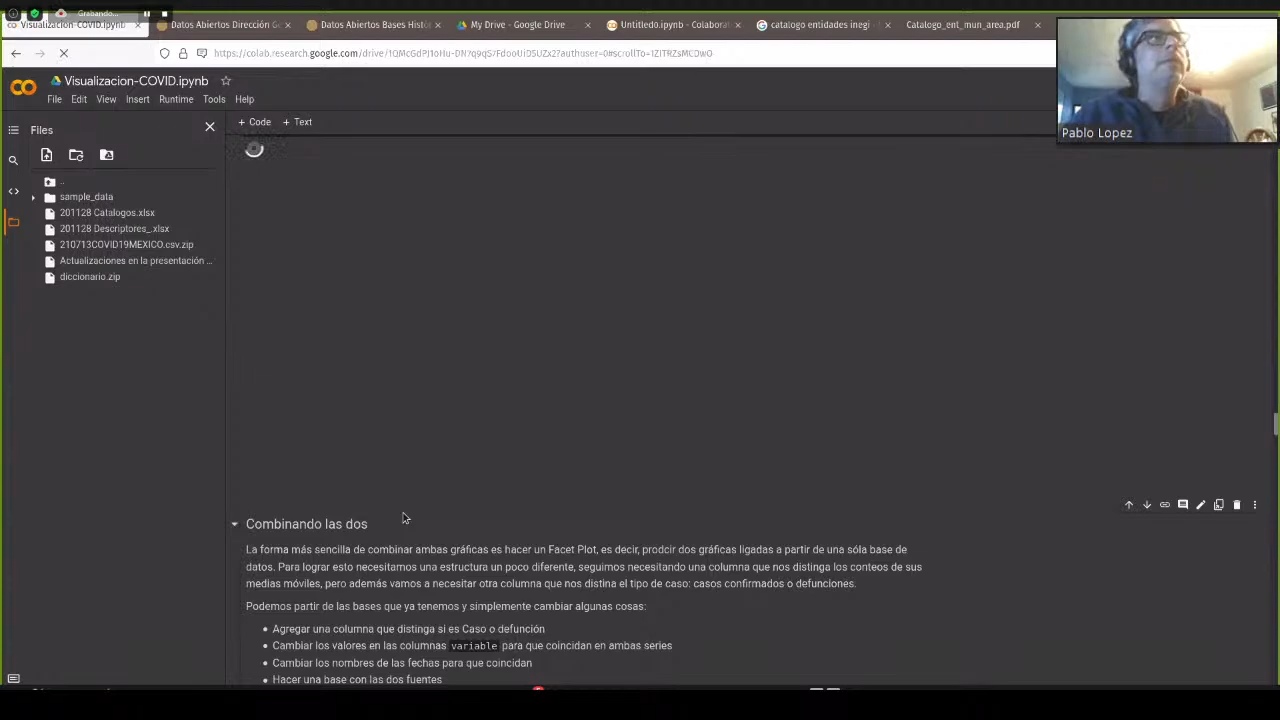 Grabando...
Visualizacion-COVID.ipynb
Datos Abiertos Dirección G
Datos Abiertos Bases Histó
My Drive - Google Drive
Untitled0.ipynb - Colabora
catalogo entidades inegi
Catalogo_ent_mun_area.pdf
Visualizacion-COVID.ipynb
File Edit View Insert Runtime Tools Help
Files
+ Code + Text
Pablo Lopez
..
sample_data
201128 Catalogos.xlsx
201128 Descriptores_.xlsx
210713COVID19MEXICO.csv.zip
Actualizaciones en la presentación ...
diccionario.zip
Combinando las dos
La forma más sencilla de combinar ambas gráficas es hacer un Facet Plot, es decir, prodcir dos gráficas ligadas a partir de una sóla base de
datos. Para lograr esto necesitamos una estructura un poco diferente, seguimos necesitando una columna que nos distinga los conteos de sus
medias móviles, pero además vamos a necesitar otra columna que nos distina el tipo de caso: casos confirmados o defunciones.
Podemos partir de las bases que ya tenemos y simplemente cambiar algunas cosas:
Agregar una columna que distinga si es Caso o defunción
Cambiar los valores en las columnas variable para que coincidan en ambas series
Cambiar los nombres de las fechas para que coincidan
Hacer una base con las dos fuentes